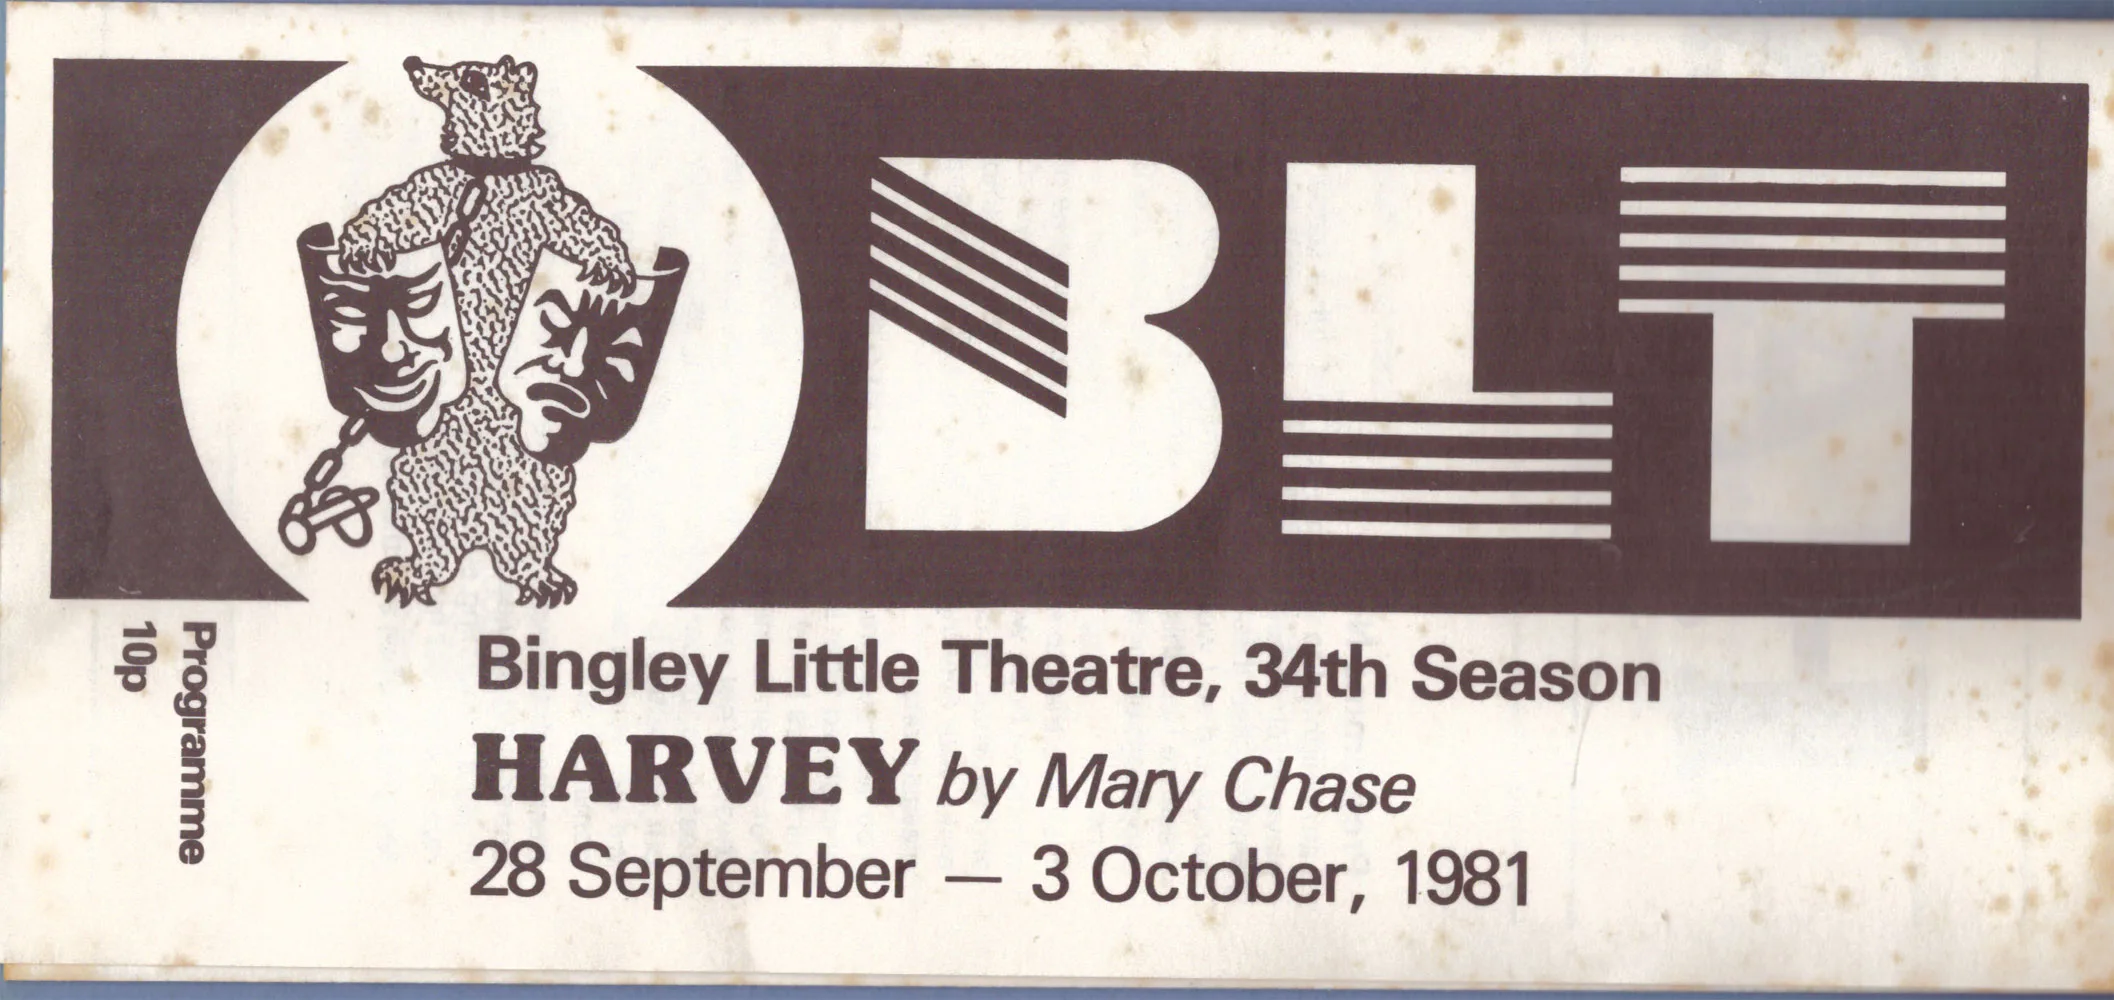 BLT
Programme
10p
Bingley Little Theatre, 34th Season
HARVEY by Mary Chase
28 September — 3 October, 1981